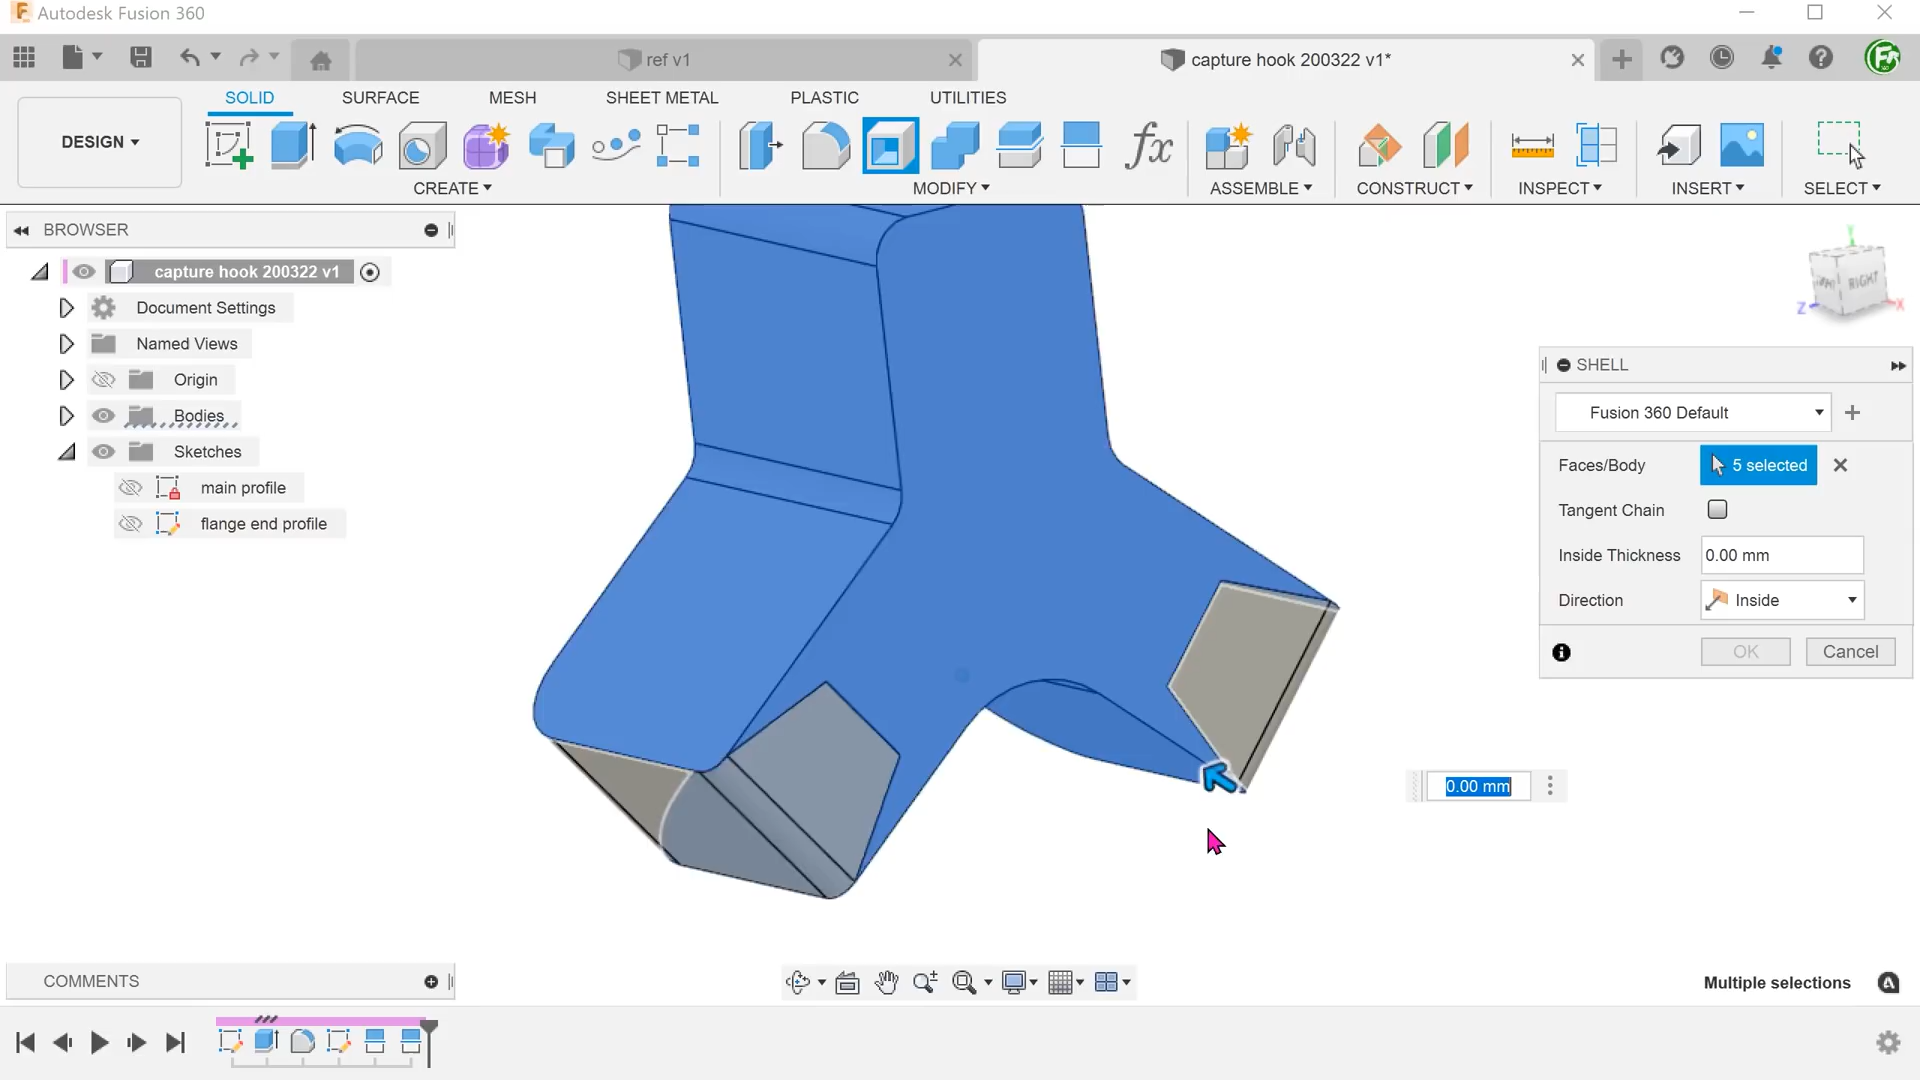 Autodesk Fusion 360
ref v1
capture hook 200322 v1*
DESIGN
SOLID
SURFACE
MESH
SHEET METAL
PLASTIC
UTILITIES
fx
CREATE
MODIFY
ASSEMBLE
CONSTRUCT
INSPECT
INSERT
SELECT
BROWSER
capture hook 200322 v1
Document Settings
Named Views
Origin
Bodies
Sketches
main profile
flange end profile
Y
RIGHT
Z
X
SHELL
Fusion 360 Default
Faces/Body
5 selected
Tangent Chain
Inside Thickness
0.00 mm
Direction
Inside
OK
Cancel
0.00 mm
COMMENTS
Multiple selections